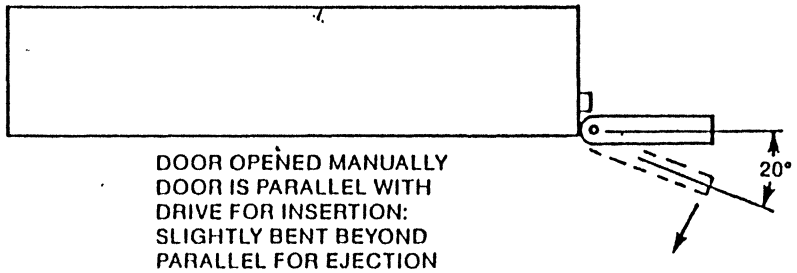 DOOR OPENED MANUALLY
DOOR IS PARALLEL WITH
DRIVE FOR INSERTION:
SLIGHTLY BENT BEYOND
PARALLEL FOR EJECTION
20°